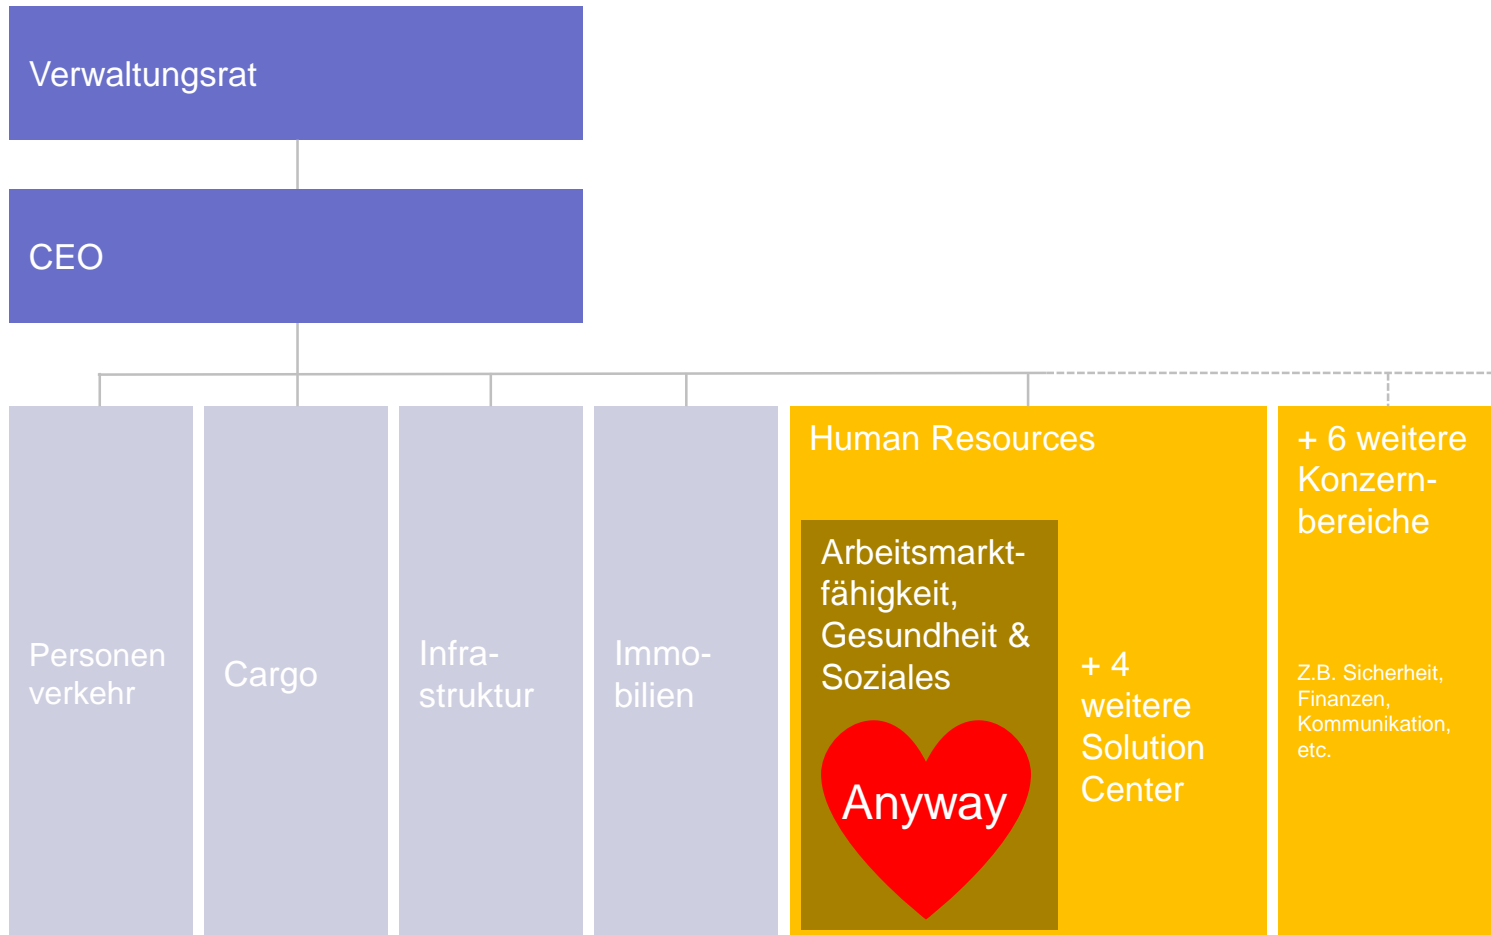 Verwaltungsrat
CEO
Personen
verkehr
Cargo
Infra-
struktur
Immo-
bilien
Human Resources
Arbeitsmarkt-
fähigkeit,
Gesundheit &
Soziales
Anyway
+ 4
weitere
Solution
Center
+ 6 weitere
Konzern-
bereiche
Z.B. Sicherheit,
Finanzen,
Kommunikation,
etc.